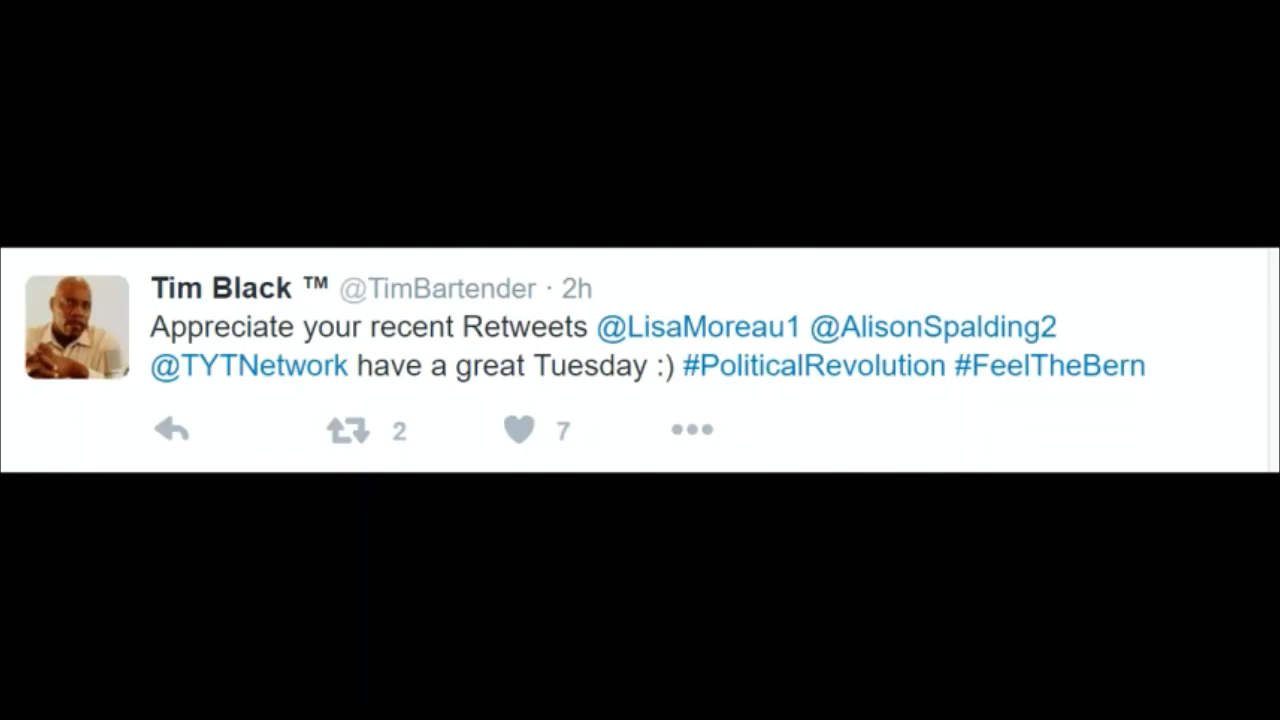 Tim Black ™ @TimBartender · 2h
Appreciate your recent Retweets @LisaMoreau1 @AlisonSpalding2
@TYTNetwork have a great Tuesday :) #PoliticalRevolution #FeelTheBern
2 7